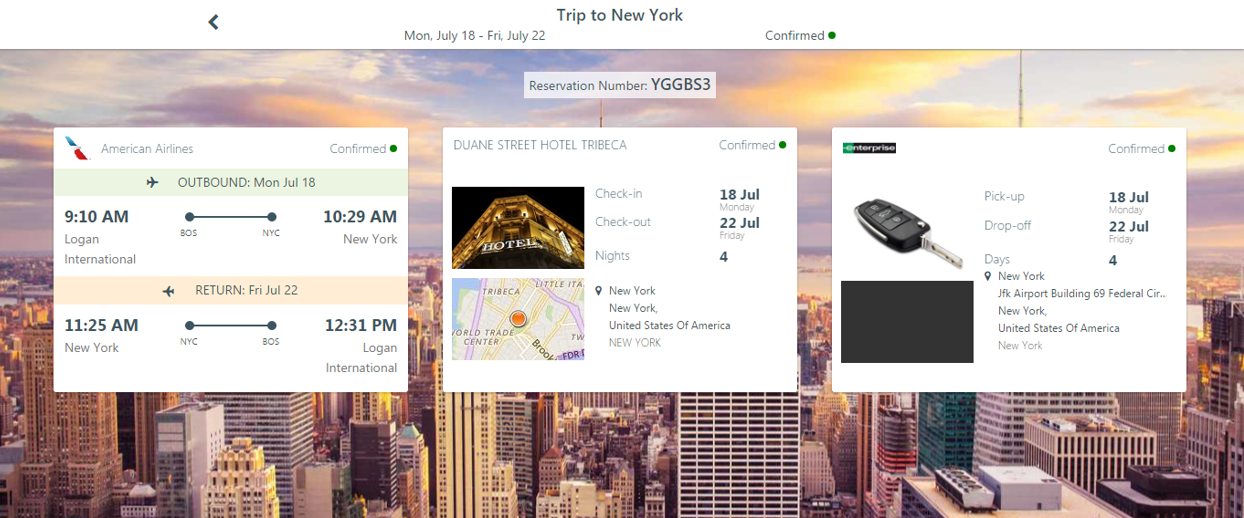 Trip to New York
Mon, July 18 - Fri, July 22
Confirmed
Reservation Number: YGGBS3
American Airlines
Confirmed
OUTBOUND: Mon Jul 18
9:10 AM
10:29 AM
BOS
NYC
Logan
International
New York
RETURN: Fri Jul 22
11:25 AM
12:31 PM
NYC
BOS
New York
Logan
International
DUANE STREET HOTEL TRIBECA
Confirmed
HOTEL
Check-in
18 Jul
Monday
Check-out
22 Jul
Friday
Nights
4
TRIBECA
LITTLE ITA
WORLD TRADE
CENTER
Brook
FDR D
TW
New York
New York,
United States Of America
NEW YORK
enterprise
Confirmed
Pick-up
18 Jul
Monday
Drop-off
22 Jul
Friday
Days
4
New York
Jfk Airport Building 69 Federal Cir..
New York,
United States Of America
New York